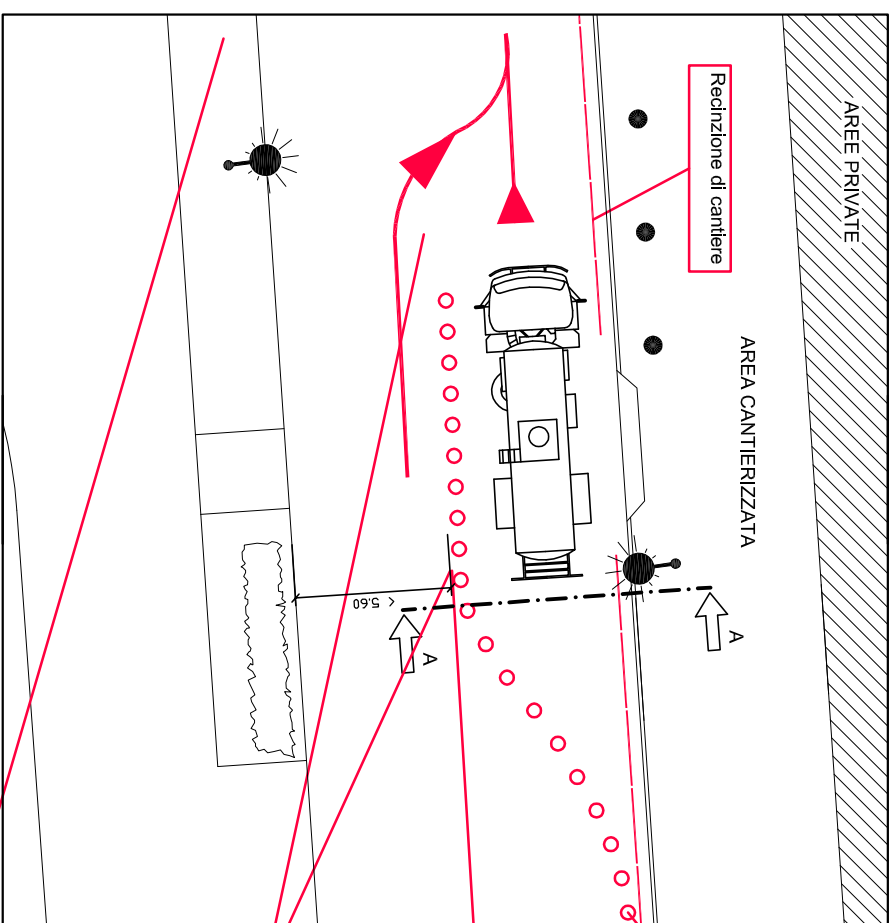 AREE PRIVATE
Recinzione di cantiere
AREA CANTIERIZZATA
< 5.60
A
A